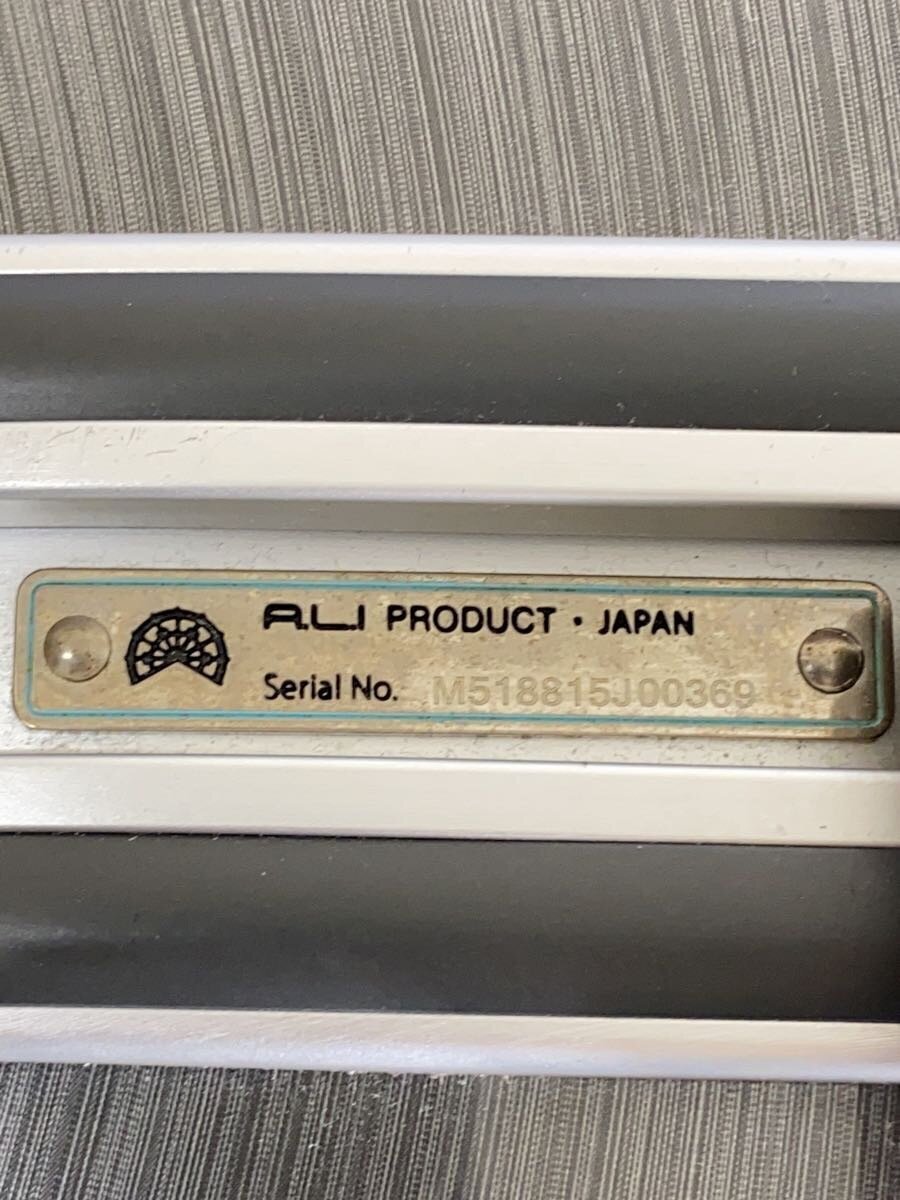 A.L.I PRODUCT・JAPAN
Serial No. M518815J00369